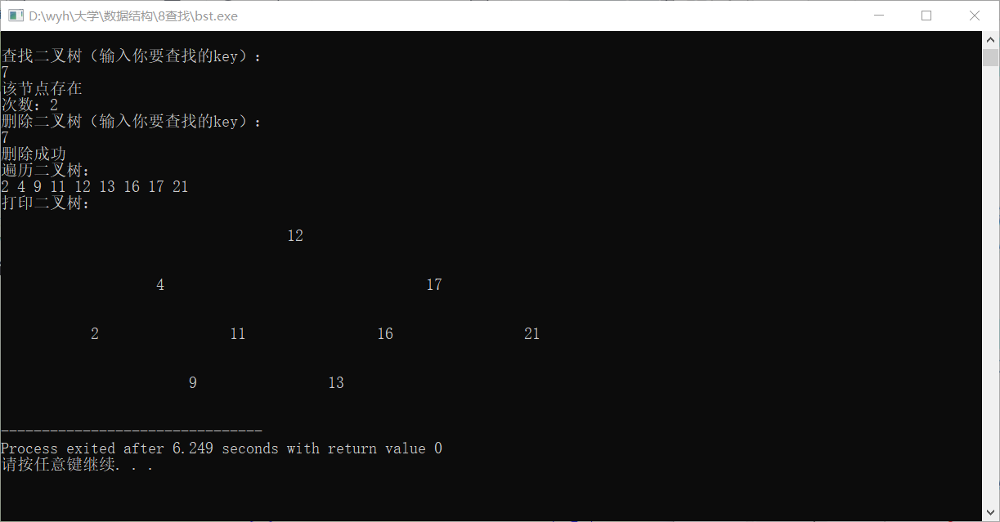 D:\wyh\大学\数据结构\8查找\bst.exe
查找二叉树（输入你要查找的key）：
7
该节点存在
次数：2
删除二叉树（输入你要查找的key）：
7
删除成功
遍历二叉树：
2 4 9 11 12 13 16 17 21
打印二叉树：
12
4 17
2 11 16 21
9 13
--------------------------------
Process exited after 6.249 seconds with return value 0
请按任意键继续. . .